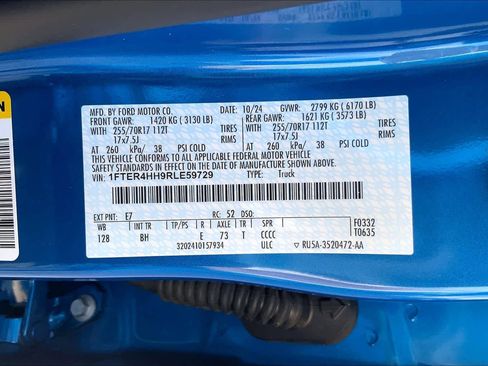 MFD. BY FORD MOTOR CO. 10/24 GVWR: 2799 KG ( 6170 LB)
FRONT GAWR: 1420 KG ( 3130 LB) REAR GAWR: 1621 KG ( 3573 LB)
WITH 255/70R17 112T WITH 255/70R17 112T TIRES
17x7.5J RIMS 17x7.5J RIMS
AT 260 kPa/ 38 PSI COLD AT 260 kPa/ 38 PSI COLD
THIS VEHICLE CONFORMS TO ALL APPLICABLE FEDERAL MOTOR VEHICLE
SAFETY AND THEFT PREVENTION STANDARDS IN EFFECT ON THE DATE OF MANUFACTURE
SHOWN ABOVE.
VIN: 1FTER4HH9RLE59729 TYPE: Truck
EXT PNT: E7 RC: 52 DSO: F0332
WB INT TR TP/PS R AXLE TR SPR T0635
128 BH E 73 T CCCC
3202410157934 ULC ▽ RU5A-3520472-AA